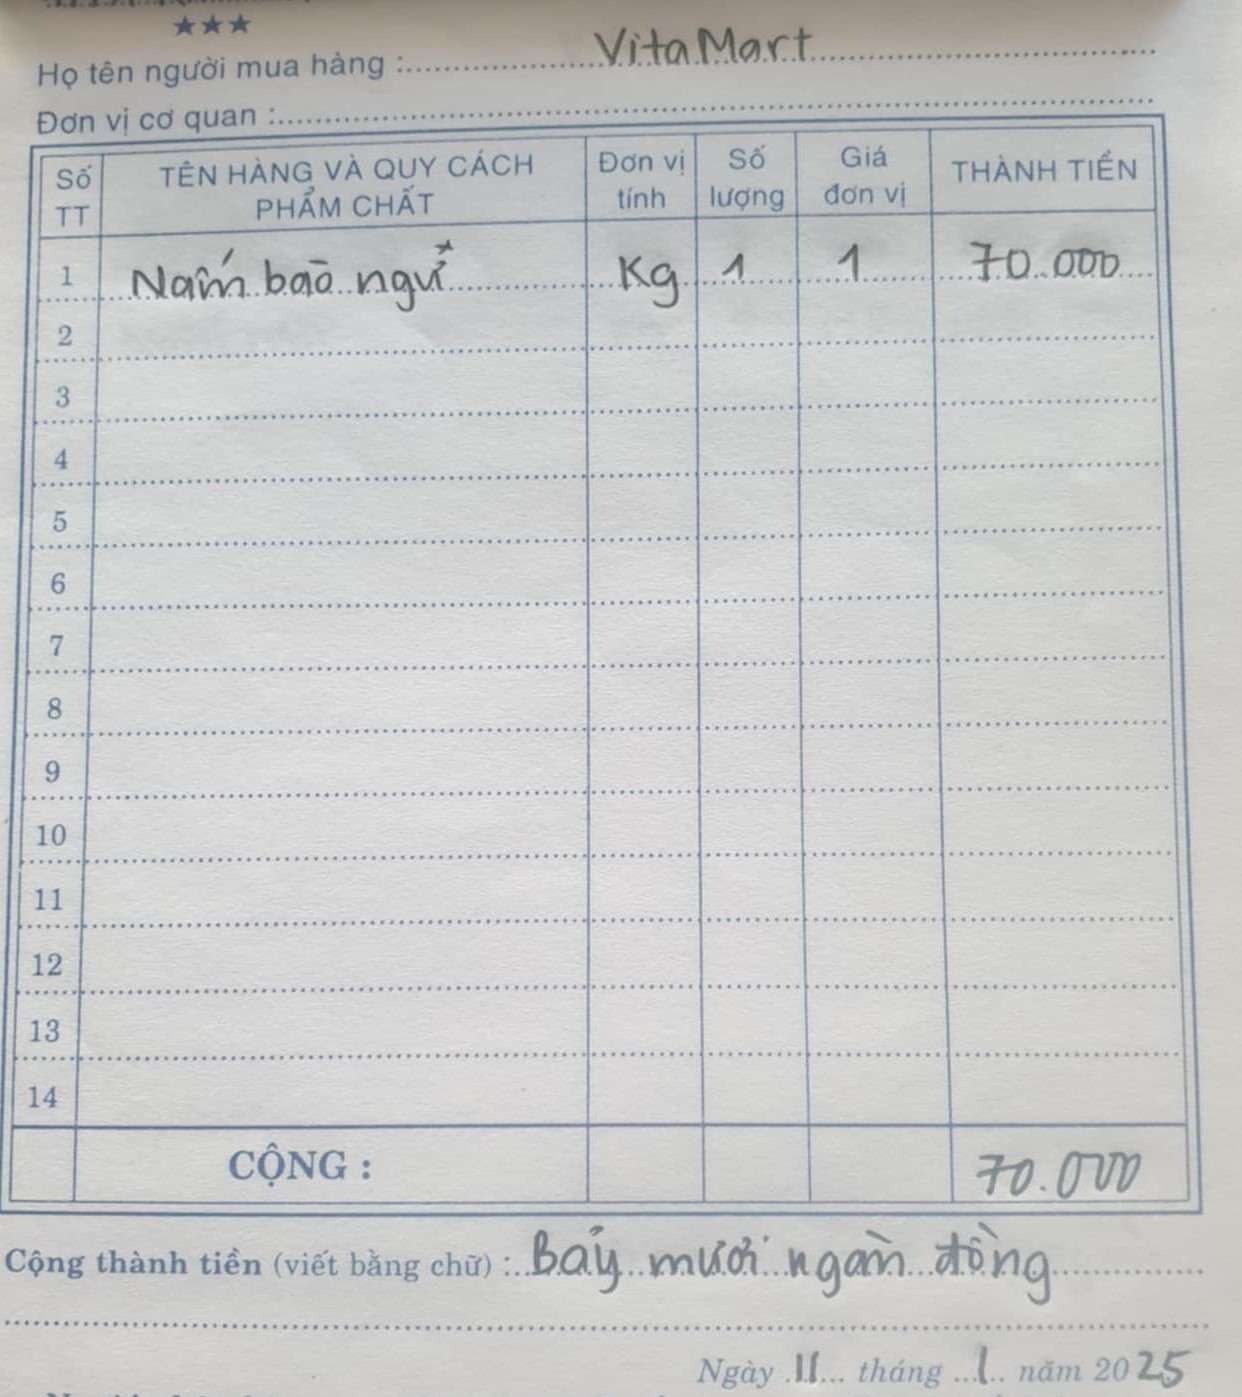 ★★★
Họ tên người mua hàng : VitaMart
Đơn vị cơ quan :
Số TT TÊN HÀNG VÀ QUY CÁCH PHẨM CHẤT Đơn vị tính Số lượng Giá đơn vị THÀNH TIỀN
1 Nấm bào ngư Kg 1 1 70.000
2
3
4
5
6
7
8
9
10
11
12
13
14
CỘNG : 70.000
Cộng thành tiền (viết bằng chữ) : Bảy mươi ngàn đồng
Ngày 11 tháng 1 năm 2025